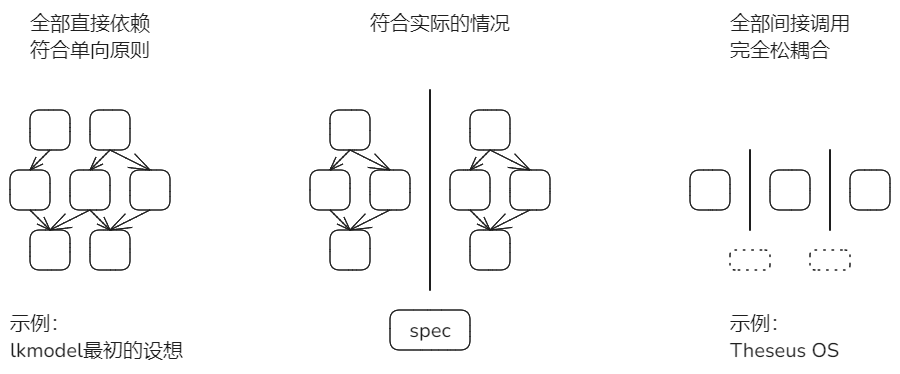 全部直接依赖
符合单向原则
符合实际的情况
全部间接调用
完全松耦合
spec
示例：
lkmodel最初的设想
示例：
Theseus OS